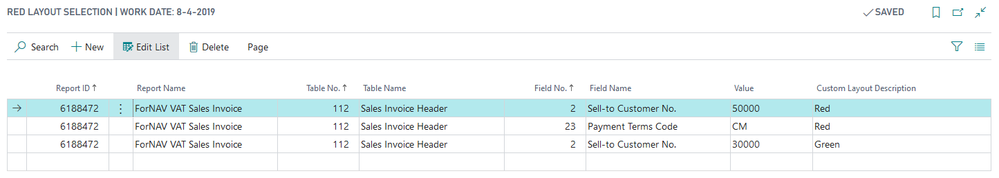 RED LAYOUT SELECTION | WORK DATE: 8-4-2019 SAVED
Search New Edit List Delete Page
Report ID↑ Report Name Table No.↑ Table Name Field No.↑ Field Name Value Custom Layout Description
6188472 ForNAV VAT Sales Invoice 112 Sales Invoice Header 2 Sell-to Customer No. 50000 Red
6188472 ForNAV VAT Sales Invoice 112 Sales Invoice Header 23 Payment Terms Code CM Red
6188472 ForNAV VAT Sales Invoice 112 Sales Invoice Header 2 Sell-to Customer No. 30000 Green